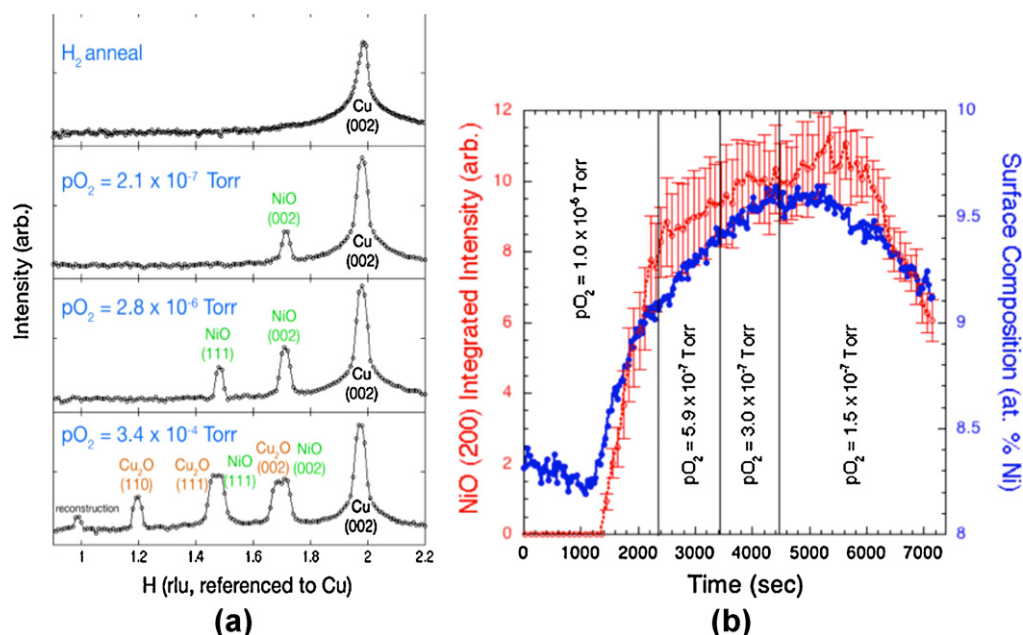 H2 anneal
Cu
(002)
pO2 = 2.1 x 10-7 Torr
NiO
(002)
Cu
(002)
pO2 = 2.8 x 10-6 Torr
NiO
(111)
NiO
(002)
Cu
(002)
pO2 = 3.4 x 10-4 Torr
Cu2O
(110)
Cu2O
(111)
NiO
(111)
Cu2O
(002)
NiO
(002)
reconstruction
Cu
(002)
Intensity (arb.)
1 1.2 1.4 1.6 1.8 2 2.2
H (rlu, referenced to Cu)
(a)
NiO (200) Integrated Intensity (arb.)
12
10
8
6
4
2
0
pO2 = 1.0 x 10-6 Torr
pO2 = 5.9 x 10-7 Torr
pO2 = 3.0 x 10-7 Torr
pO2 = 1.5 x 10-7 Torr
10
9.5
9
8.5
8
Surface Composition (at. % Ni)
0 1000 2000 3000 4000 5000 6000 7000
Time (sec)
(b)